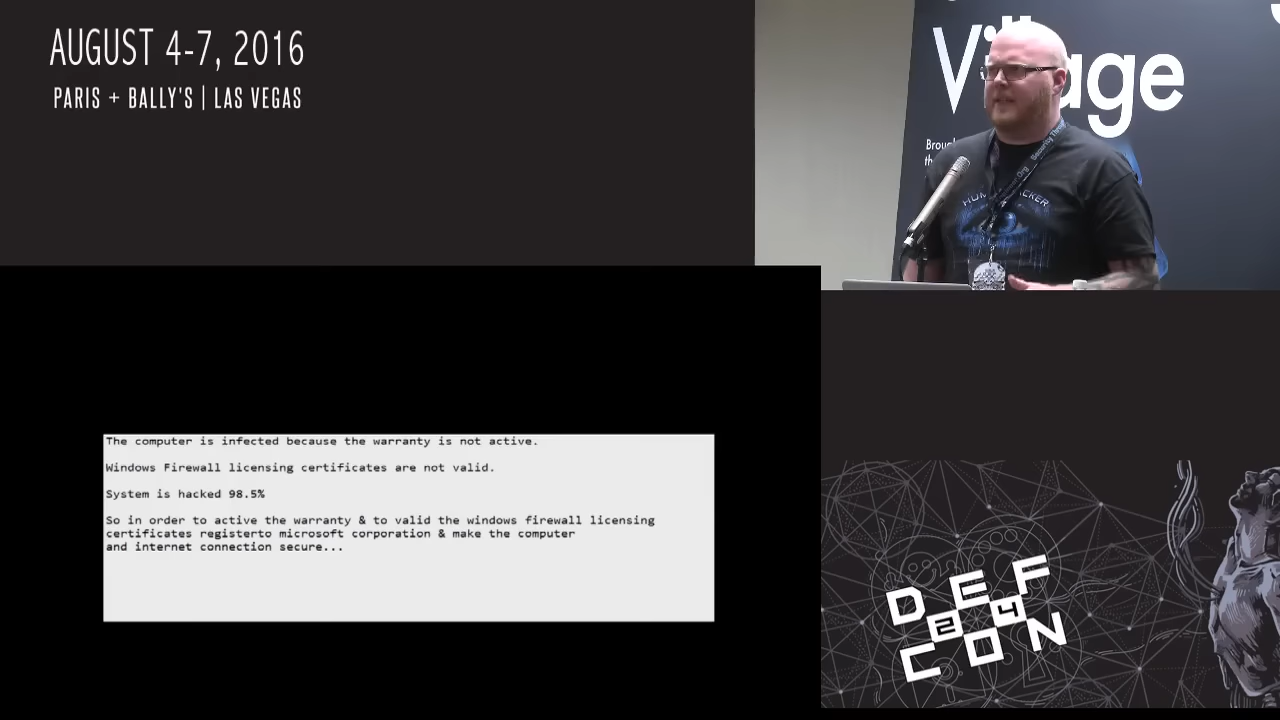 AUGUST 4-7, 2016
PARIS + BALLY'S | LAS VEGAS
Village
The computer is infected because the warranty is not active.
Windows Firewall licensing certificates are not valid.
System is hacked 98.5%
So in order to active the warranty & to valid the windows firewall licensing
certificates registerto microsoft corporation & make the computer
and internet connection secure...
DEF
24
CON